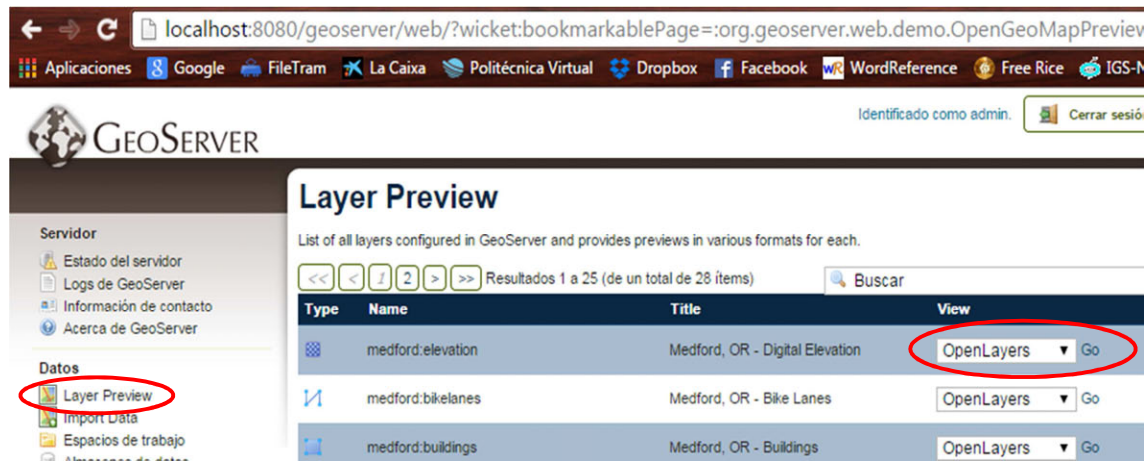 localhost:8080/geoserver/web/?wicket:bookmarkablePage=:org.geoserver.web.demo.OpenGeoMapPreview
Aplicaciones Google FileTram La Caixa Politécnica Virtual Dropbox Facebook WordReference Free Rice IGS-N
GEOSERVER
Identificado como admin. Cerrar sesión
Layer Preview
List of all layers configured in GeoServer and provides previews in various formats for each.
<< < 1 2 > >> Resultados 1 a 25 (de un total de 28 ítems) Buscar
Type Name Title View
medford:elevation Medford, OR - Digital Elevation OpenLayers Go
medford:bikelanes Medford, OR - Bike Lanes OpenLayers Go
medford:buildings Medford, OR - Buildings OpenLayers Go
Servidor
Estado del servidor
Logs de GeoServer
Información de contacto
Acerca de GeoServer
Datos
Layer Preview
Import Data
Espacios de trabajo
Almacenes de datos